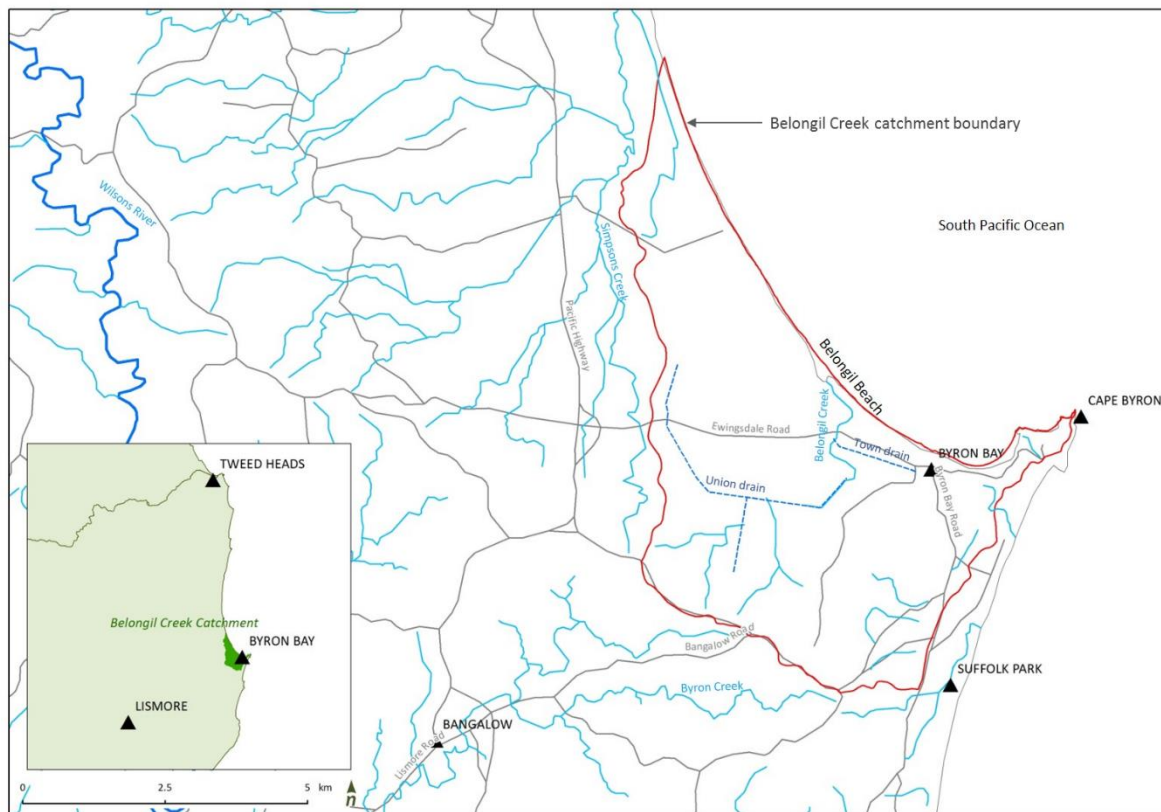 Belongil Creek catchment boundary
Wilsons River
South Pacific Ocean
Simpsons Creek
Pacific Highway
Belongil Beach
CAPE BYRON
Belongil Creek
Ewingsdale Road
Town drain
BYRON BAY
Union drain
Byron Bay Road
Bangalow Road
SUFFOLK PARK
Byron Creek
BANGALOW
Lismore Road
TWEED HEADS
Belongil Creek Catchment
BYRON BAY
LISMORE
0 2.5 5 km
n